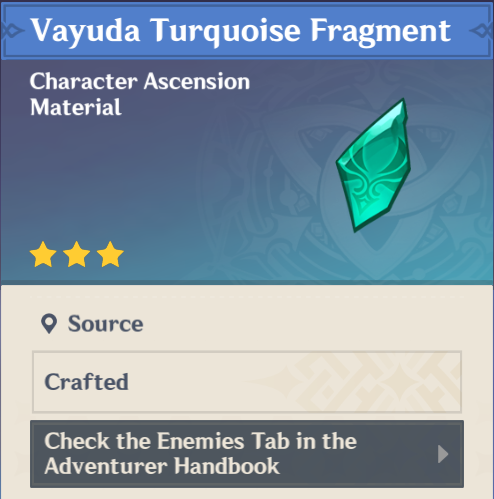 Vayuda Turquoise Fragment
Character Ascension
Material
Source
Crafted
Check the Enemies Tab in the
Adventurer Handbook